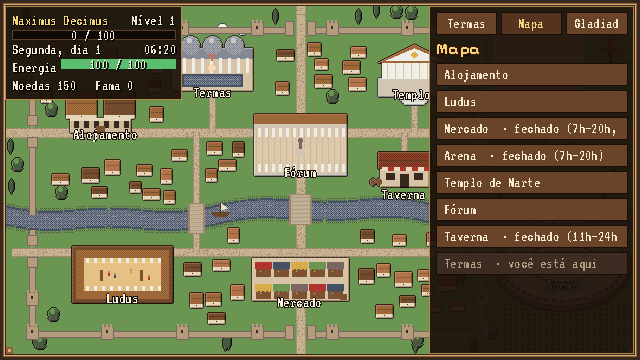 Maximus Decimus Nível 1
0 / 100
Segunda, dia 1 06:20
Energia 100 / 100
Moedas 150 Fama 0
Termas
Templo
Alojamento
Fórum
Taverna
Ludus
Mercado
Termas Mapa Gladiad
Mapa
Alojamento
Ludus
Mercado · fechado (7h-20h,
Arena · fechado (7h-20h)
Templo de Marte
Fórum
Taverna · fechado (11h-24h
Termas · você está aqui
Arena